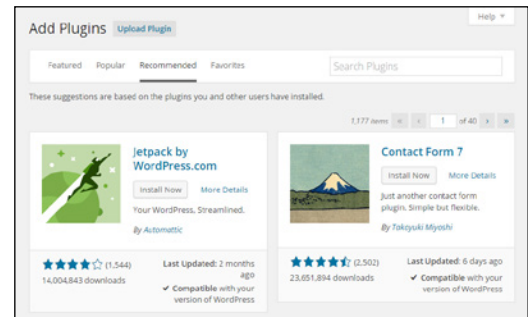 Help
Add Plugins Upload Plugin
Featured Popular Recommended Favorites Search Plugins
These suggestions are based on the plugins you and other users have installed.
1,177 items « ‹ 1 of 40 › »
Jetpack by
WordPress.com
Install Now More Details
Your WordPress, Streamlined.
By Automattic
(1,544)
14,004,843 downloads
Last Updated: 2 months
ago
✔ Compatible with your
version of WordPress
Contact Form 7
Install Now More Details
Just another contact form
plugin. Simple but flexible.
By Takayuki Miyoshi
(2,502)
23,651,894 downloads
Last Updated: 6 days ago
✔ Compatible with your
version of WordPress